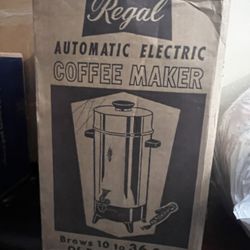 Regal
AUTOMATIC ELECTRIC
COFFEE MAKER
Brews 10 to 36